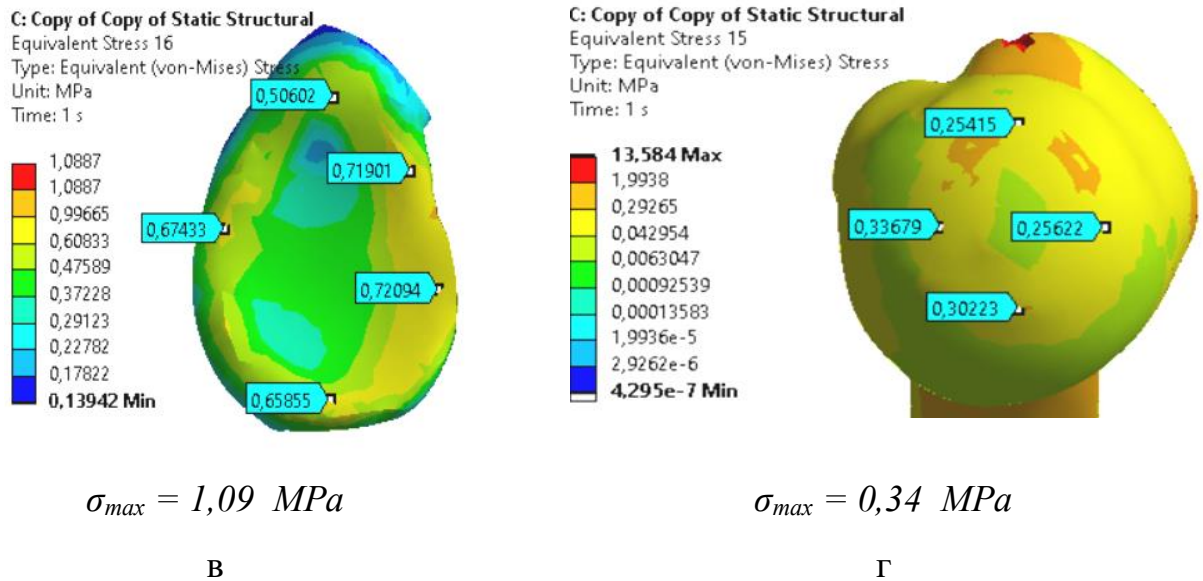 C: Copy of Copy of Static Structural
Equivalent Stress 16
Type: Equivalent (von-Mises) Stress
Unit: MPa
Time: 1 s
1,0887
1,0887
0,99665
0,60833
0,47589
0,37228
0,29123
0,22782
0,17822
0,13942 Min
0,50602
0,71901
0,67433
0,72094
0,65855
σmax = 1,09 MPa
в
C: Copy of Copy of Static Structural
Equivalent Stress 15
Type: Equivalent (von-Mises) Stress
Unit: MPa
Time: 1 s
13,584 Max
1,9938
0,29265
0,042954
0,0063047
0,00092539
0,00013583
1,9936e-5
2,9262e-6
4,295e-7 Min
0,25415
0,33679
0,25622
0,30223
σmax = 0,34 MPa
г